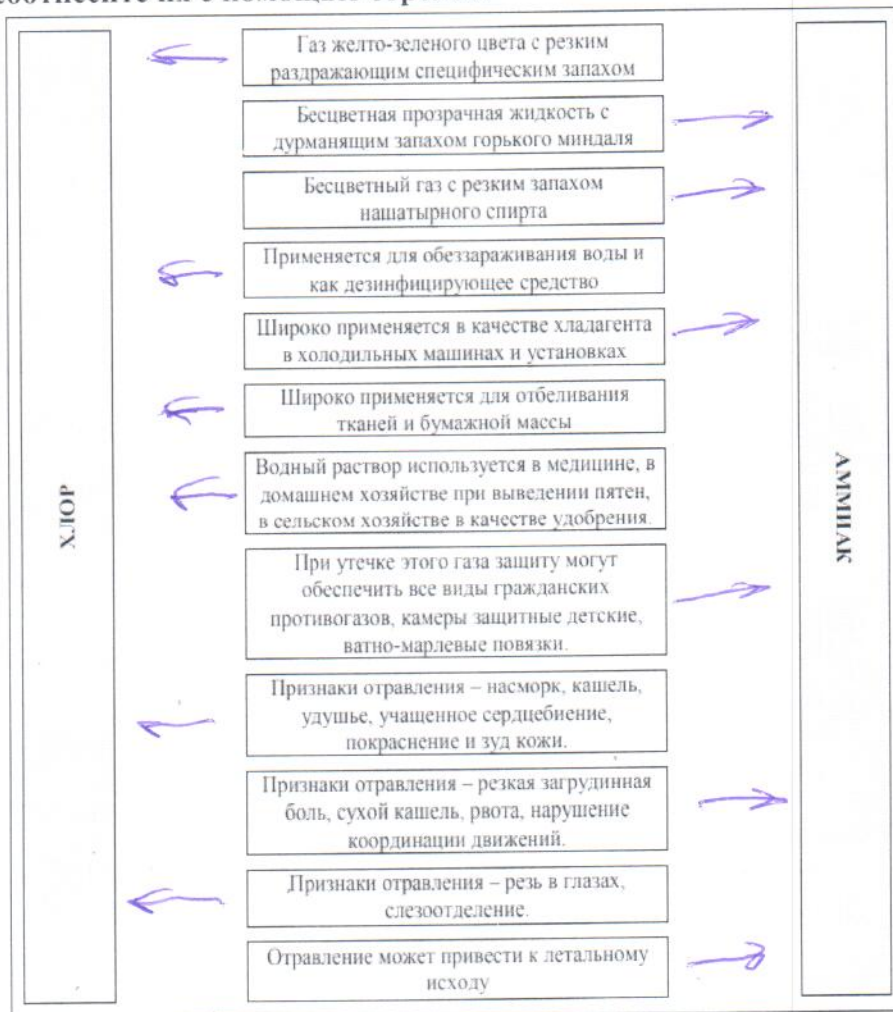 Газ желто-зеленого цвета с резким
раздражающим специфическим запахом
Бесцветная прозрачная жидкость с
дурманящим запахом горького миндаля
Бесцветный газ с резким запахом
нашатырного спирта
Применяется для обеззараживания воды и
как дезинфицирующее средство
Широко применяется в качестве хладагента
в холодильных машинах и установках
Широко применяется для отбеливания
тканей и бумажной массы
Водный раствор используется в медицине, в
домашнем хозяйстве при выведении пятен,
в сельском хозяйстве в качестве удобрения.
При утечке этого газа защиту могут
обеспечить все виды гражданских
противогазов, камеры защитные детские,
ватно-марлевые повязки.
Признаки отравления – насморк, кашель,
удушье, учащенное сердцебиение,
покраснение и зуд кожи.
Признаки отравления – резкая загрудинная
боль, сухой кашель, рвота, нарушение
координации движений.
Признаки отравления – резь в глазах,
слезоотделение.
Отравление может привести к летальному
исходу
ХЛОР
АММИАК